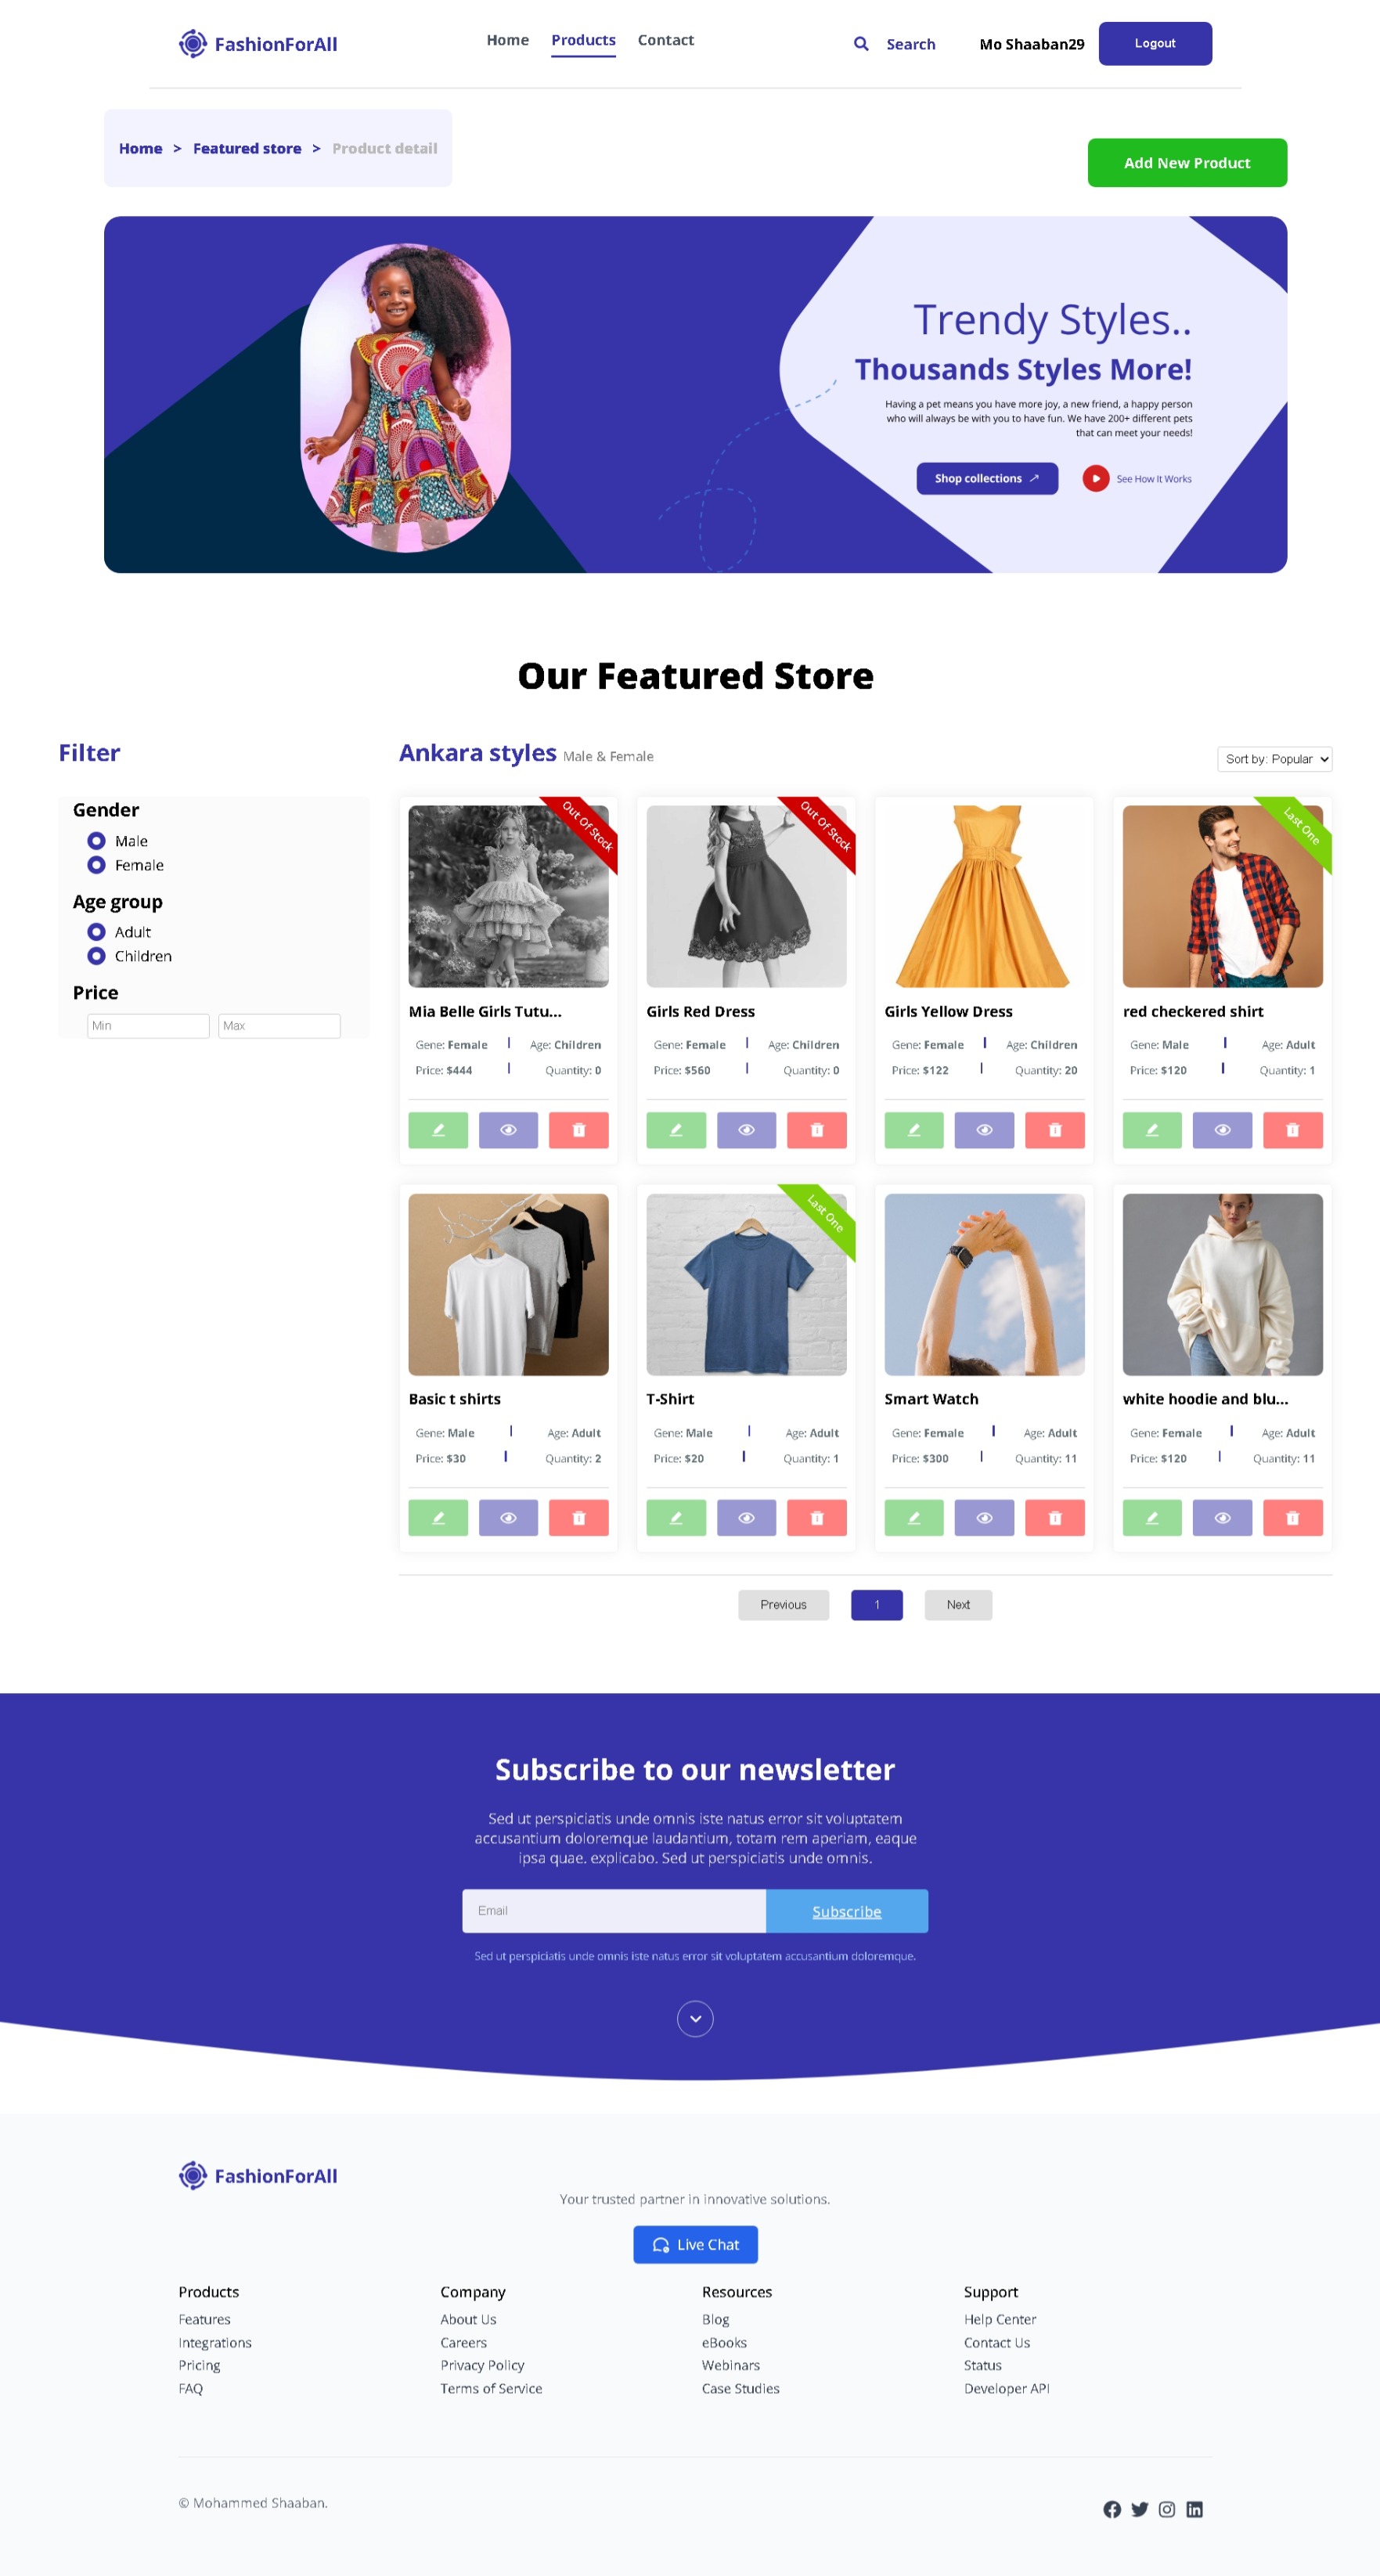 FashionForAll
Home Products Contact
Search
Mo Shaaban29
Logout
Home > Featured store > Product detail
Add New Product
Trendy Styles..
Thousands Styles More!
Having a pet means you have more joy, a new friend, a happy person
who will always be with you to have fun. We have 200+ different pets
that can meet your needs!
Shop collections
See How It Works
Our Featured Store
Filter
Gender
Male
Female
Age group
Adult
Children
Price
Min Max
Ankara styles Male & Female
Sort by: Popular
Out Of Stock
Mia Belle Girls Tutu...
Gene: Female | Age: Children
Price: $444 | Quantity: 0
Out Of Stock
Girls Red Dress
Gene: Female | Age: Children
Price: $560 | Quantity: 0
Girls Yellow Dress
Gene: Female | Age: Children
Price: $122 | Quantity: 20
Last One
red checkered shirt
Gene: Male | Age: Adult
Price: $120 | Quantity: 1
Basic t shirts
Gene: Male | Age: Adult
Price: $30 | Quantity: 2
Last One
T-Shirt
Gene: Male | Age: Adult
Price: $20 | Quantity: 1
Smart Watch
Gene: Female | Age: Adult
Price: $300 | Quantity: 11
white hoodie and blu...
Gene: Female | Age: Adult
Price: $120 | Quantity: 11
Previous 1 Next
Subscribe to our newsletter
Sed ut perspiciatis unde omnis iste natus error sit voluptatem
accusantium doloremque laudantium, totam rem aperiam, eaque
ipsa quae. explicabo. Sed ut perspiciatis unde omnis.
Email
Subscribe
Sed ut perspiciatis unde omnis iste natus error sit voluptatem accusantium doloremque.
FashionForAll
Your trusted partner in innovative solutions.
Live Chat
Products
Features
Integrations
Pricing
FAQ
Company
About Us
Careers
Privacy Policy
Terms of Service
Resources
Blog
eBooks
Webinars
Case Studies
Support
Help Center
Contact Us
Status
Developer API
© Mohammed Shaaban.